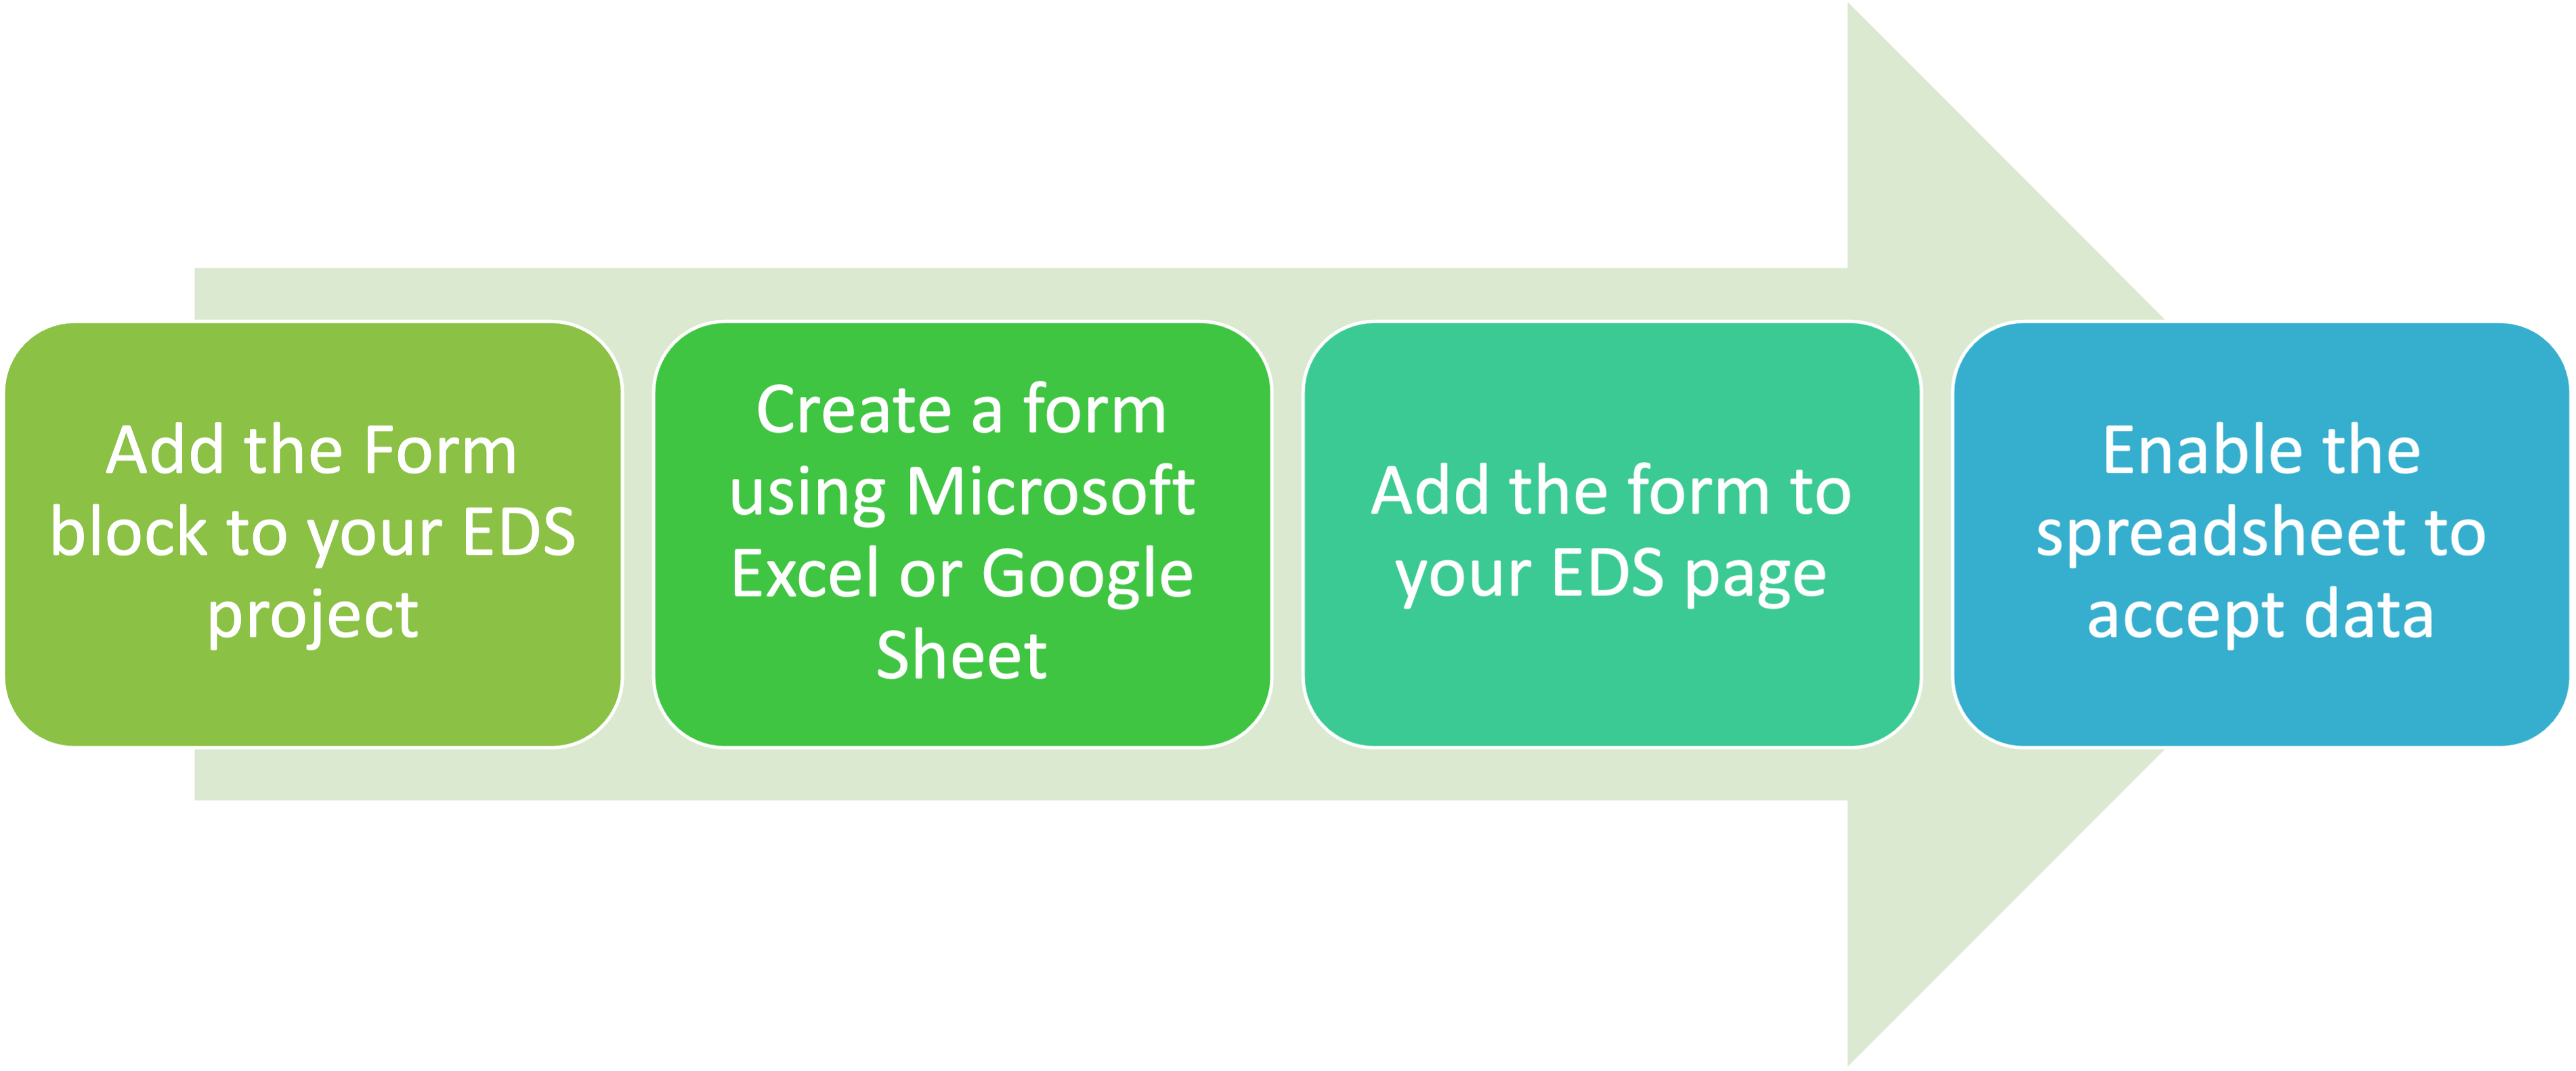 Add the Form
block to your EDS
project
Create a form
using Microsoft
Excel or Google
Sheet
Add the form to
your EDS page
Enable the
spreadsheet to
accept data